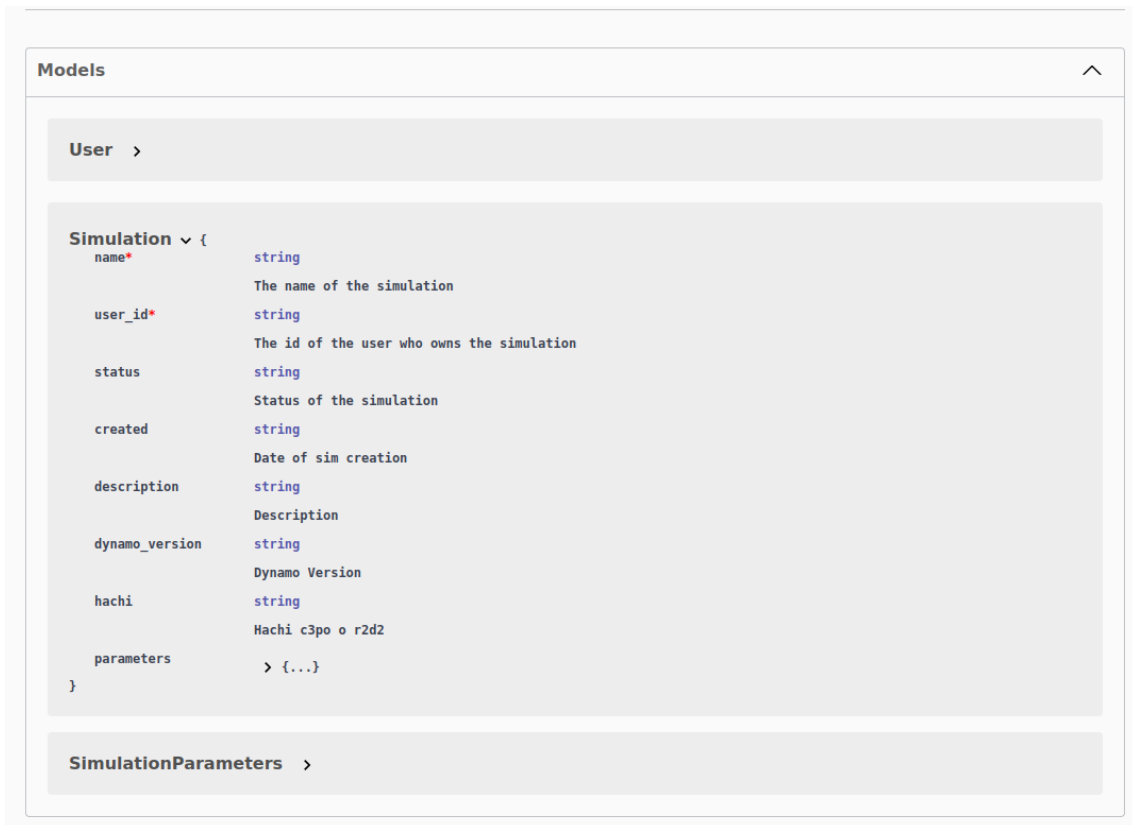 Models
User
Simulation {
name* string
The name of the simulation
user_id* string
The id of the user who owns the simulation
status string
Status of the simulation
created string
Date of sim creation
description string
Description
dynamo_version string
Dynamo Version
hachi string
Hachi c3po o r2d2
parameters {...}
}
SimulationParameters